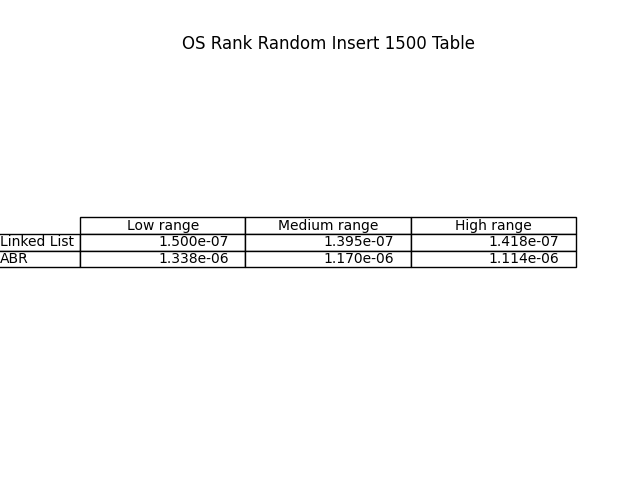 OS Rank Random Insert 1500 Table
Low range Medium range High range
Linked List 1.500e-07 1.395e-07 1.418e-07
ABR 1.338e-06 1.170e-06 1.114e-06